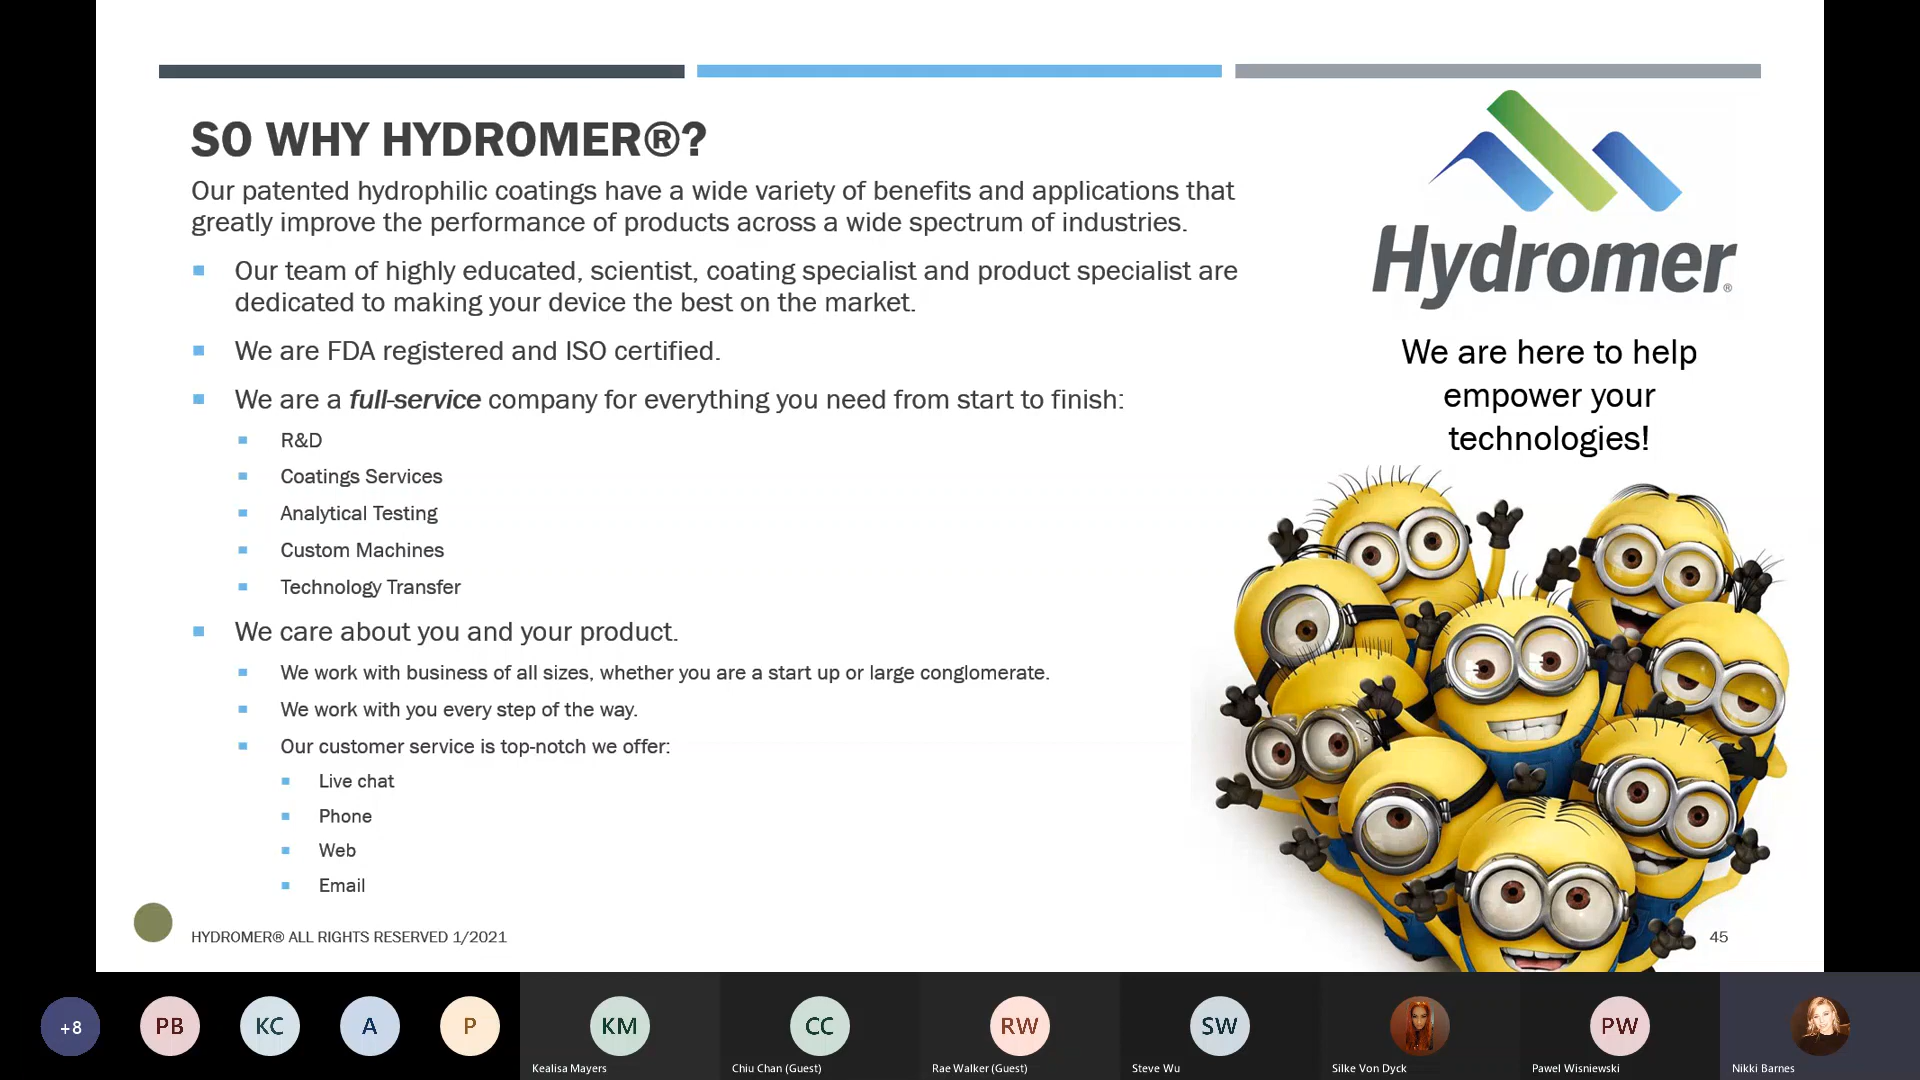 SO WHY HYDROMER®?
Our patented hydrophilic coatings have a wide variety of benefits and applications that
greatly improve the performance of products across a wide spectrum of industries.
Our team of highly educated, scientist, coating specialist and product specialist are
dedicated to making your device the best on the market.
We are FDA registered and ISO certified.
We are a full-service company for everything you need from start to finish:
R&D
Coatings Services
Analytical Testing
Custom Machines
Technology Transfer
We care about you and your product.
We work with business of all sizes, whether you are a start up or large conglomerate.
We work with you every step of the way.
Our customer service is top-notch we offer:
Live chat
Phone
Web
Email
Hydromer®
We are here to help
empower your
technologies!
HYDROMER® ALL RIGHTS RESERVED 1/2021
45
+8
PB
KC
A
P
KM
Kealisa Mayers
CC
Chiu Chan (Guest)
RW
Rae Walker (Guest)
SW
Steve Wu
Silke Von Dyck
PW
Pawel Wisniewski
Nikki Barnes